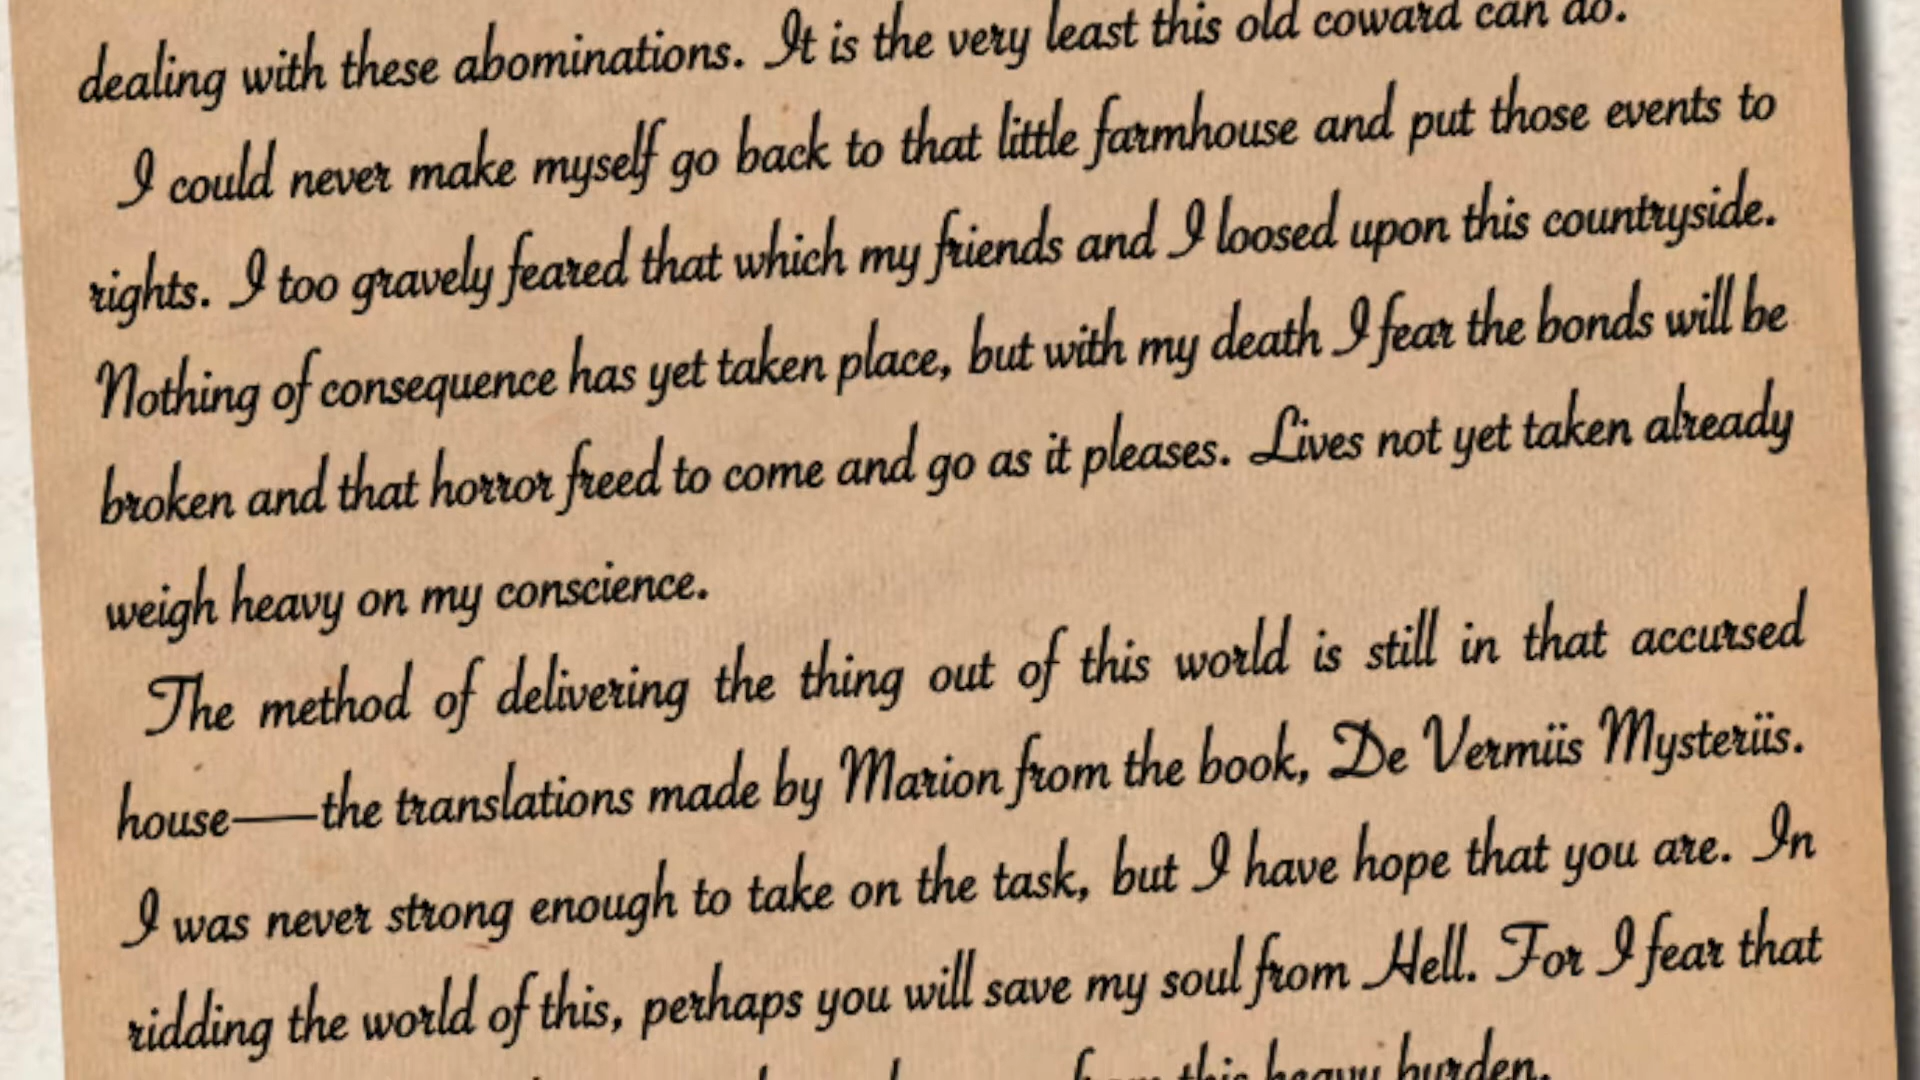 dealing with these abominations. It is the very least this old coward can do.
I could never make myself go back to that little farmhouse and put those events to
rights. I too gravely feared that which my friends and I loosed upon this countryside.
Nothing of consequence has yet taken place, but with my death I fear the bonds will be
broken and that horror freed to come and go as it pleases. Lives not yet taken already
weigh heavy on my conscience.
The method of delivering the thing out of this world is still in that accursed
house—the translations made by Marion from the book, De Vermiis Mysteriis.
I was never strong enough to take on the task, but I have hope that you are. In
ridding the world of this, perhaps you will save my soul from Hell. For I fear that
from this heavy burden.